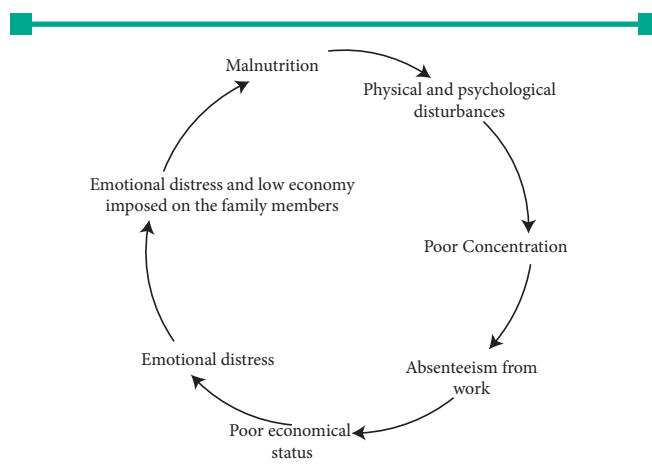 Malnutrition
Physical and psychological
disturbances
Poor Concentration
Absenteeism from
work
Poor economical
status
Emotional distress
Emotional distress and low economy
imposed on the family members